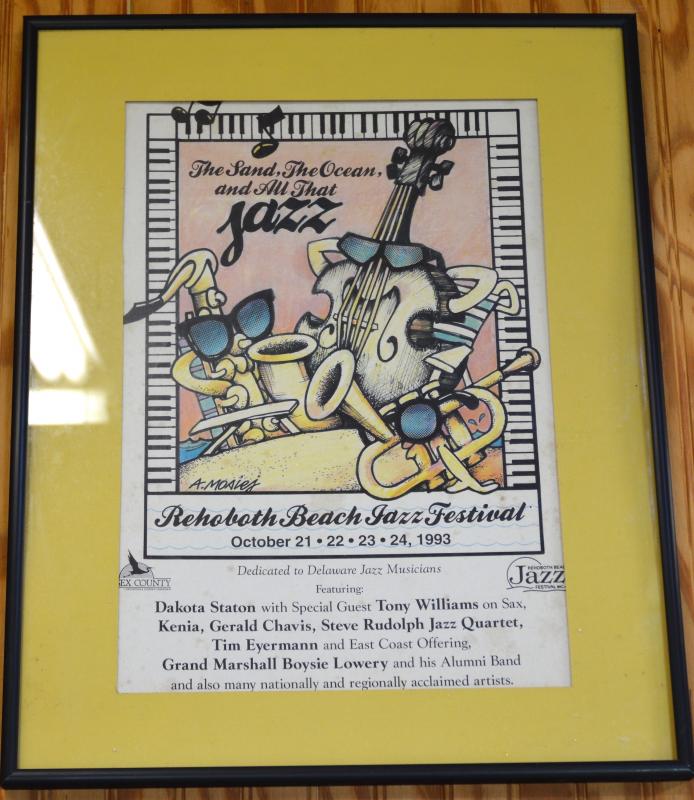 The Sand, The Ocean,
and All That
jazz
A. Mosies
Rehoboth Beach Jazz Festival
October 21 • 22 • 23 • 24, 1993
Dedicated to Delaware Jazz Musicians
EX COUNTY
REHOBOTH BEA
Jazz
Featuring:
Dakota Staton with Special Guest Tony Williams on Sax,
Kenia, Gerald Chavis, Steve Rudolph Jazz Quartet,
Tim Eyermann and East Coast Offering,
Grand Marshall Boysie Lowery and his Alumni Band
and also many nationally and regionally acclaimed artists.